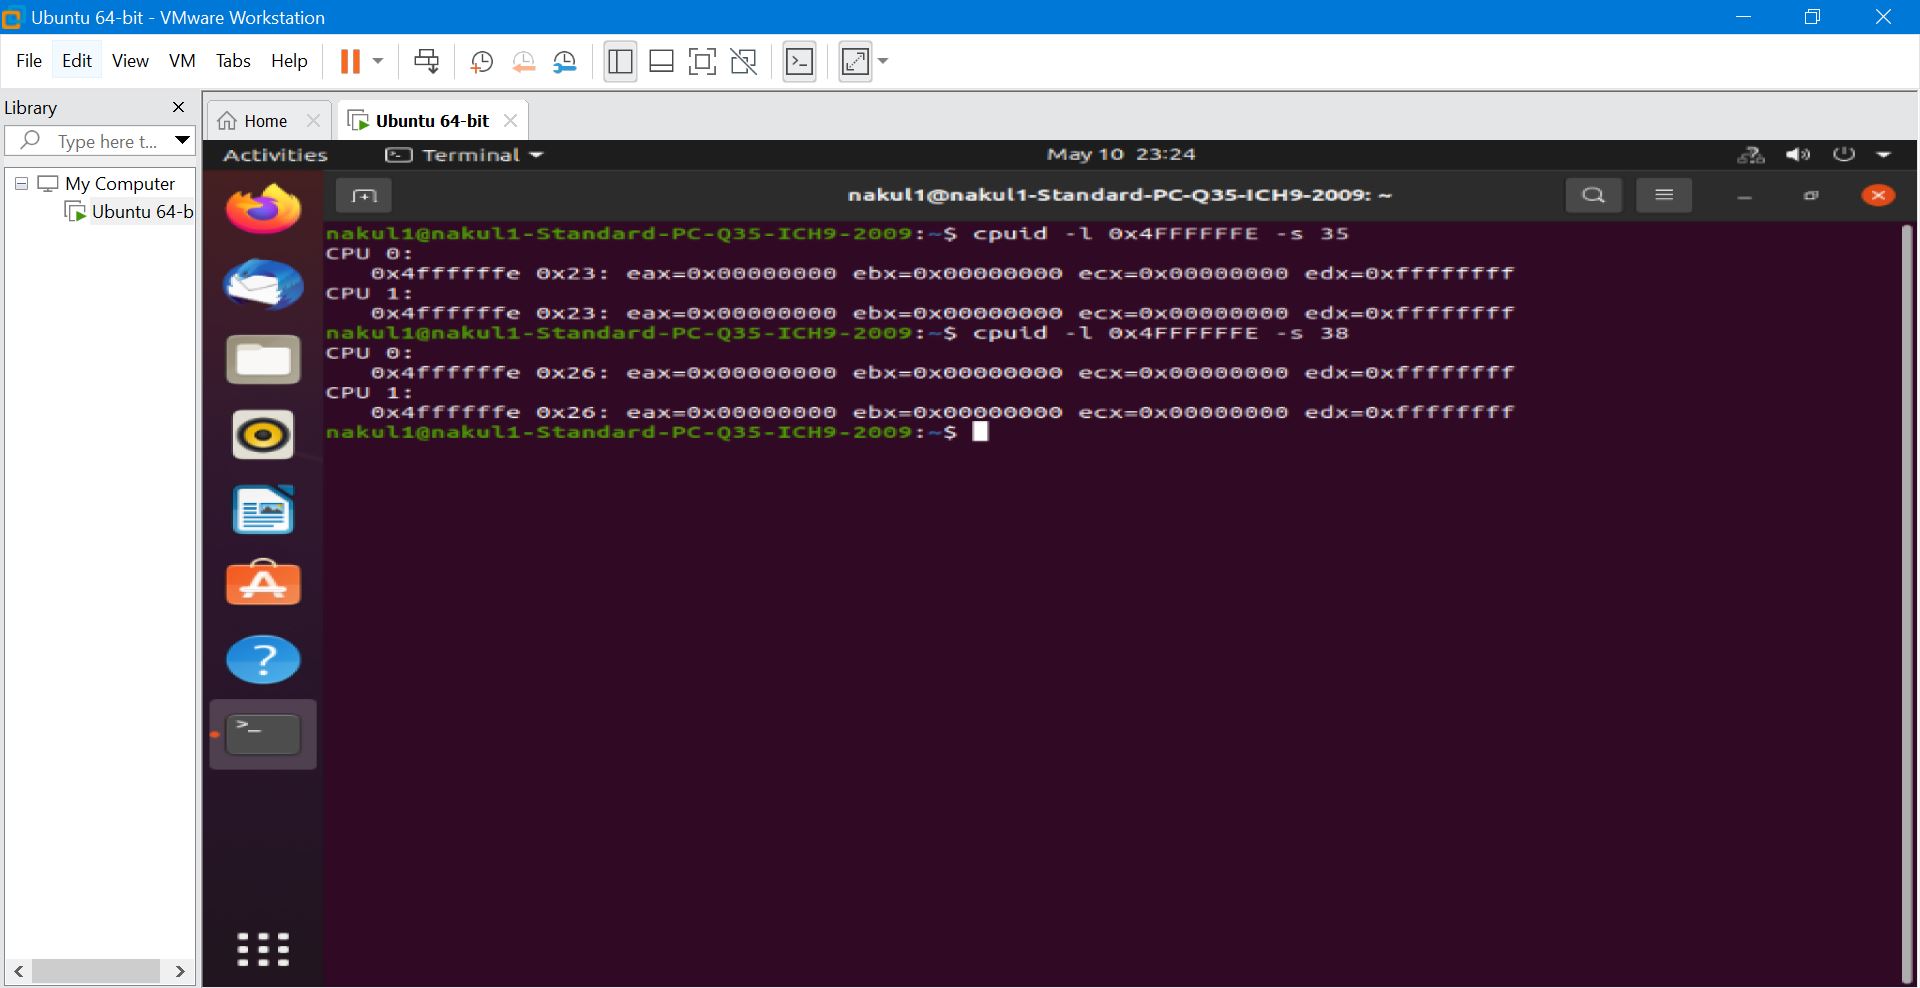 Ubuntu 64-bit - VMware Workstation
File Edit View VM Tabs Help
Library
Type here t...
My Computer
Ubuntu 64-b
Home
Ubuntu 64-bit
Activities Terminal May 10 23:24
nakul1@nakul1-Standard-PC-Q35-ICH9-2009: ~
nakul1@nakul1-Standard-PC-Q35-ICH9-2009:~$ cpuid -l 0x4FFFFFFE -s 35
CPU 0:
0x4ffffffe 0x23: eax=0x00000000 ebx=0x00000000 ecx=0x00000000 edx=0xffffffff
CPU 1:
0x4ffffffe 0x23: eax=0x00000000 ebx=0x00000000 ecx=0x00000000 edx=0xffffffff
nakul1@nakul1-Standard-PC-Q35-ICH9-2009:~$ cpuid -l 0x4FFFFFFE -s 38
CPU 0:
0x4ffffffe 0x26: eax=0x00000000 ebx=0x00000000 ecx=0x00000000 edx=0xffffffff
CPU 1:
0x4ffffffe 0x26: eax=0x00000000 ebx=0x00000000 ecx=0x00000000 edx=0xffffffff
nakul1@nakul1-Standard-PC-Q35-ICH9-2009:~$